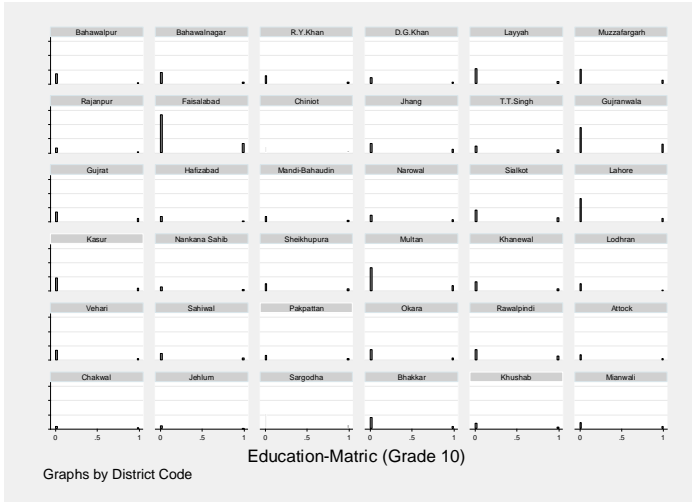 Bahawalpur Bahawalnagar R.Y.Khan D.G.Khan Layyah Muzzafargarh
Rajanpur Faisalabad Chiniot Jhang T.T.Singh Gujranwala
Gujrat Hafizabad Mandi-Bahaudin Narowal Sialkot Lahore
Kasur Nankana Sahib Sheikhupura Multan Khanewal Lodhran
Vehari Sahiwal Pakpattan Okara Rawalpindi Attock
Chakwal Jehlum Sargodha Bhakkar Khushab Mianwali
0 .5 1 0 .5 1 0 .5 1 0 .5 1 0 .5 1 0 .5 1
Education-Matric (Grade 10)
Graphs by District Code